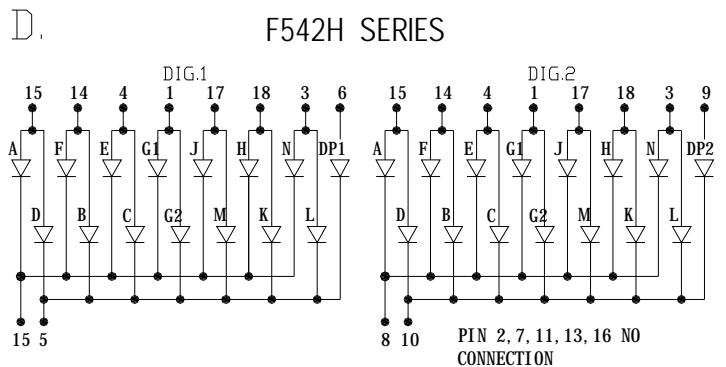 D. F542H SERIES
DIG.1 DIG.2
15 14 4 1 17 18 3 6 15 14 4 1 17 18 3 9
A F E G1 J H N DP1 A F E G1 J H N DP2
D B C G2 M K L D B C G2 M K L
15 5 8 10 PIN 2,7,11,13,16 NO
CONNECTION